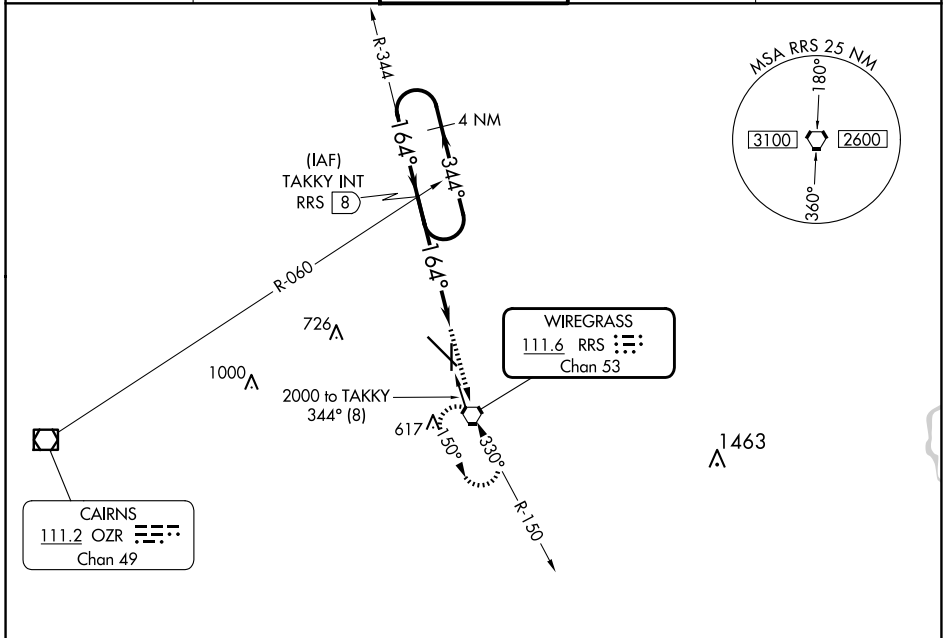 R-344
MSA RRS 25 NM
180°
3100
2600
360°
4 NM
164°
344°
(IAF)
TAKKY INT
RRS 8
164°
R-060
726
1000
WIREGRASS
111.6 RRS
Chan 53
2000 to TAKKY
344° (8)
617
150°
330°
1463
R-150
CAIRNS
111.2 OZR
Chan 49